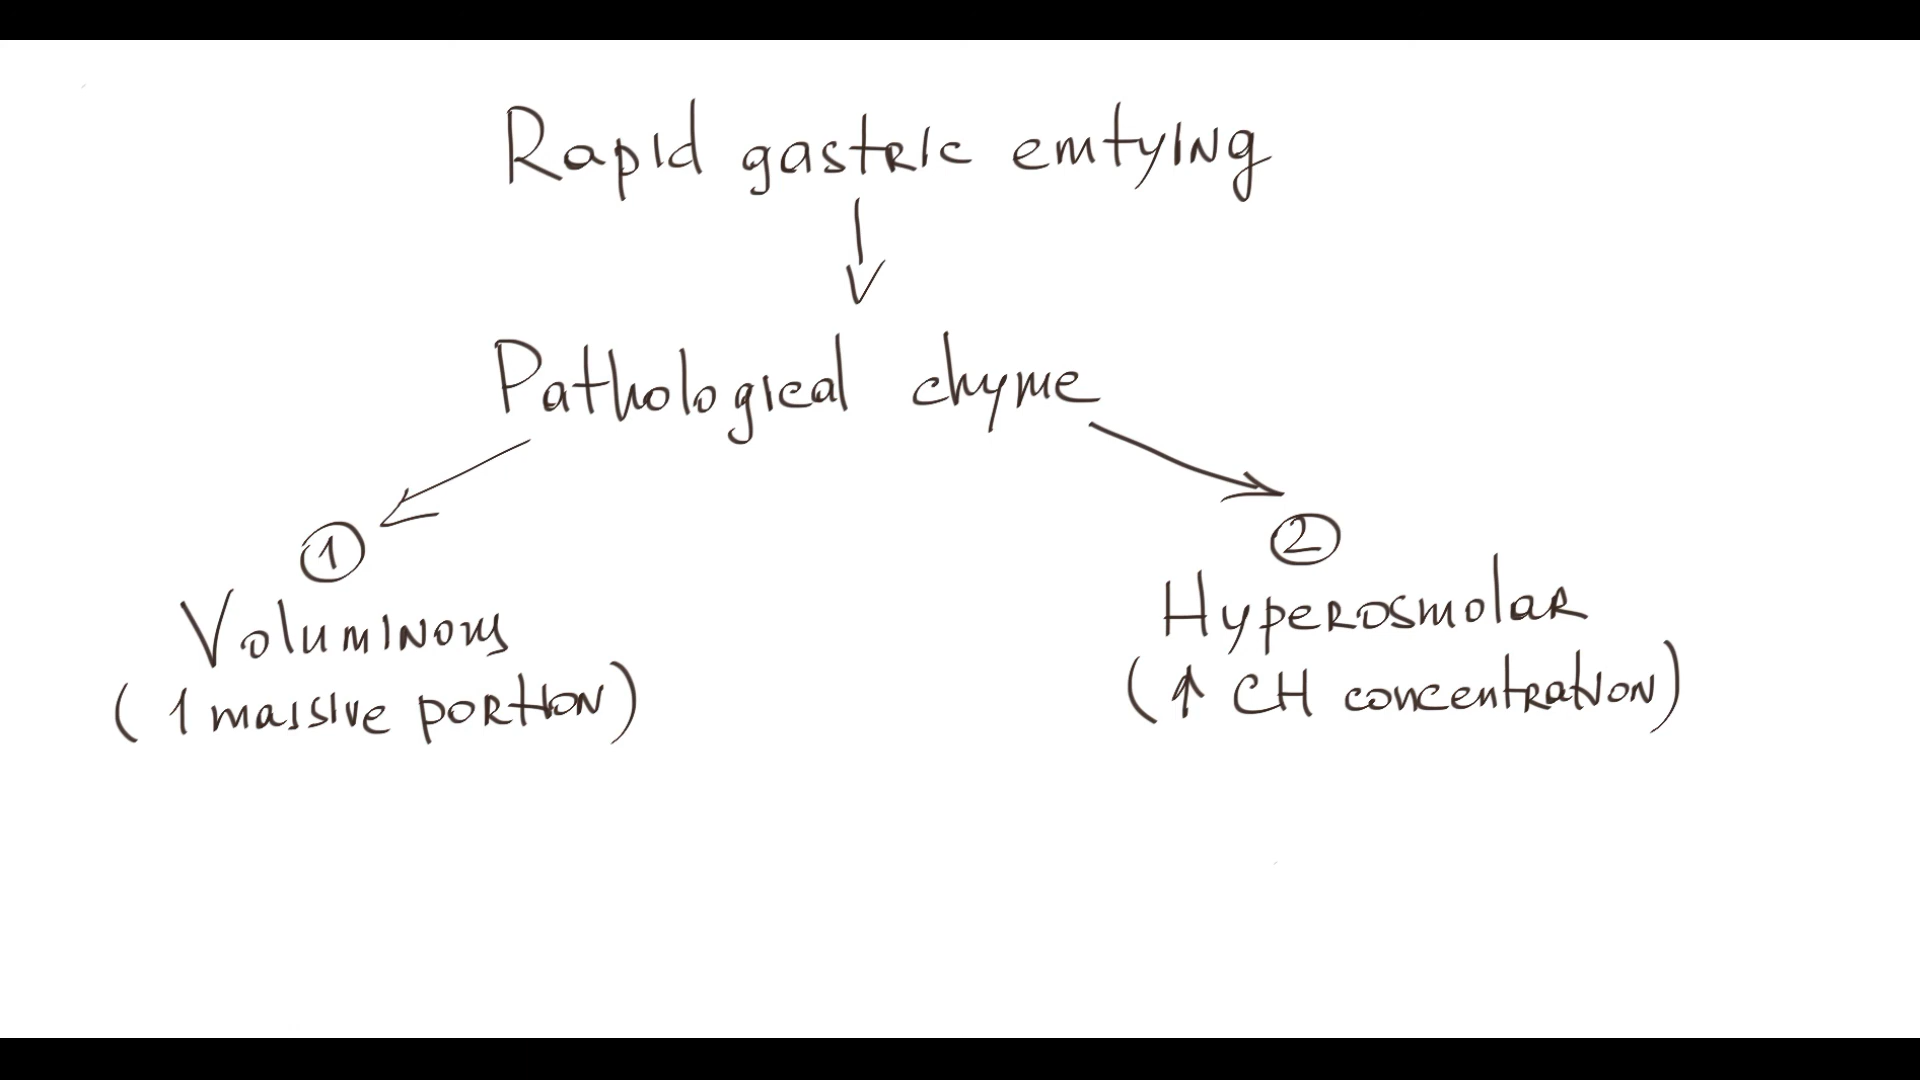 Rapid gastric emtying
Pathological chyme
1
2
Voluminous
Hyperosmolar
(1 massive portion)
(↑ CH concentration)